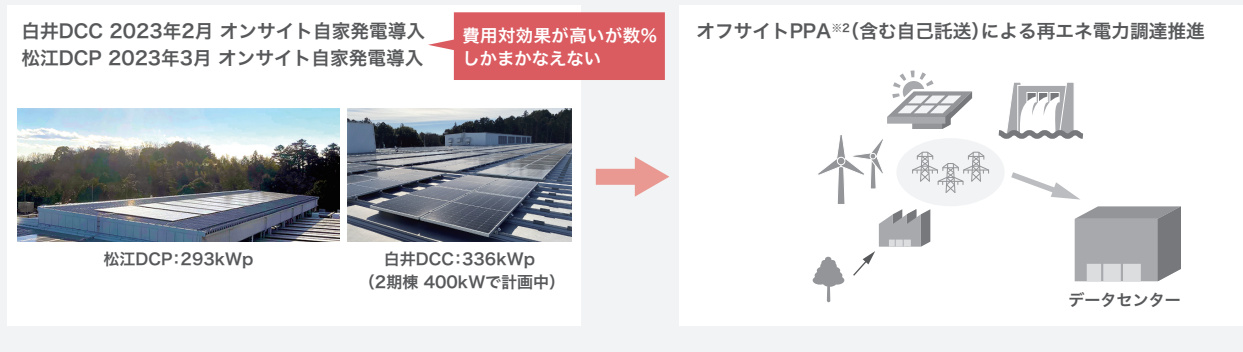 白井DCC 2023年2月 オンサイト自家発電導入
松江DCP 2023年3月 オンサイト自家発電導入
費用対効果が高いが数%
しかまかなえない
松江DCP:293kWp
白井DCC:336kWp
（2期棟 400kWで計画中）
オフサイトPPA※2（含む自己託送）による再エネ電力調達推進
データセンター